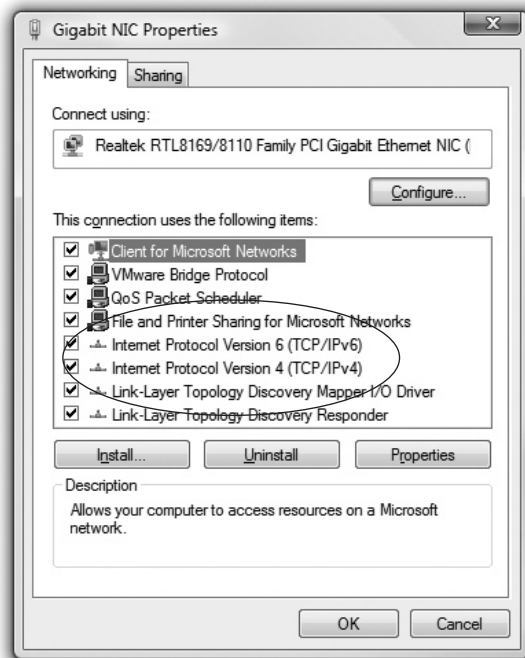 Gigabit NIC Properties
X
Networking
Sharing
Connect using:
Realtek RTL8169/8110 Family PCI Gigabit Ethernet NIC (
Configure...
This connection uses the following items:
Client for Microsoft Networks
VMware Bridge Protocol
QoS Packet Scheduler
File and Printer Sharing for Microsoft Networks
Internet Protocol Version 6 (TCP/IPv6)
Internet Protocol Version 4 (TCP/IPv4)
Link-Layer Topology Discovery Mapper I/O Driver
Link-Layer Topology Discovery Responder
Install...
Uninstall
Properties
Description
Allows your computer to access resources on a Microsoft
network.
OK
Cancel